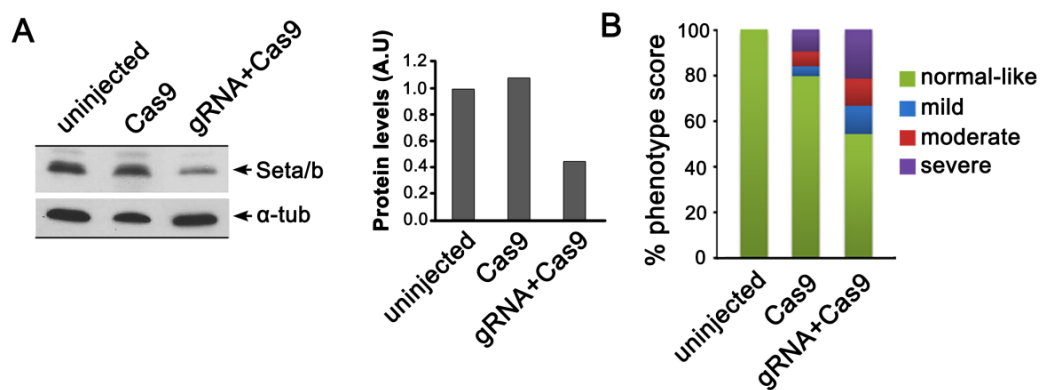 A
uninjected
Cas9
gRNA+Cas9
Seta/b
α-tub
Protein levels (A.U)
1.2
1.0
0.8
0.6
0.4
0.2
0.0
uninjected
Cas9
gRNA+Cas9
B
% phenotype score
100
80
60
40
20
0
uninjected
Cas9
gRNA+Cas9
normal-like
mild
moderate
severe